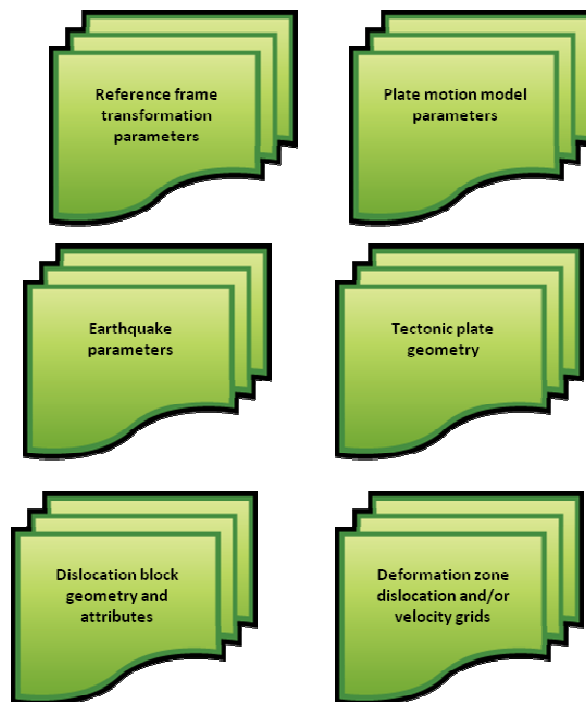 Reference frame
transformation
parameters
Plate motion model
parameters
Earthquake
parameters
Tectonic plate
geometry
Dislocation block
geometry and
attributes
Deformation zone
dislocation and/or
velocity grids